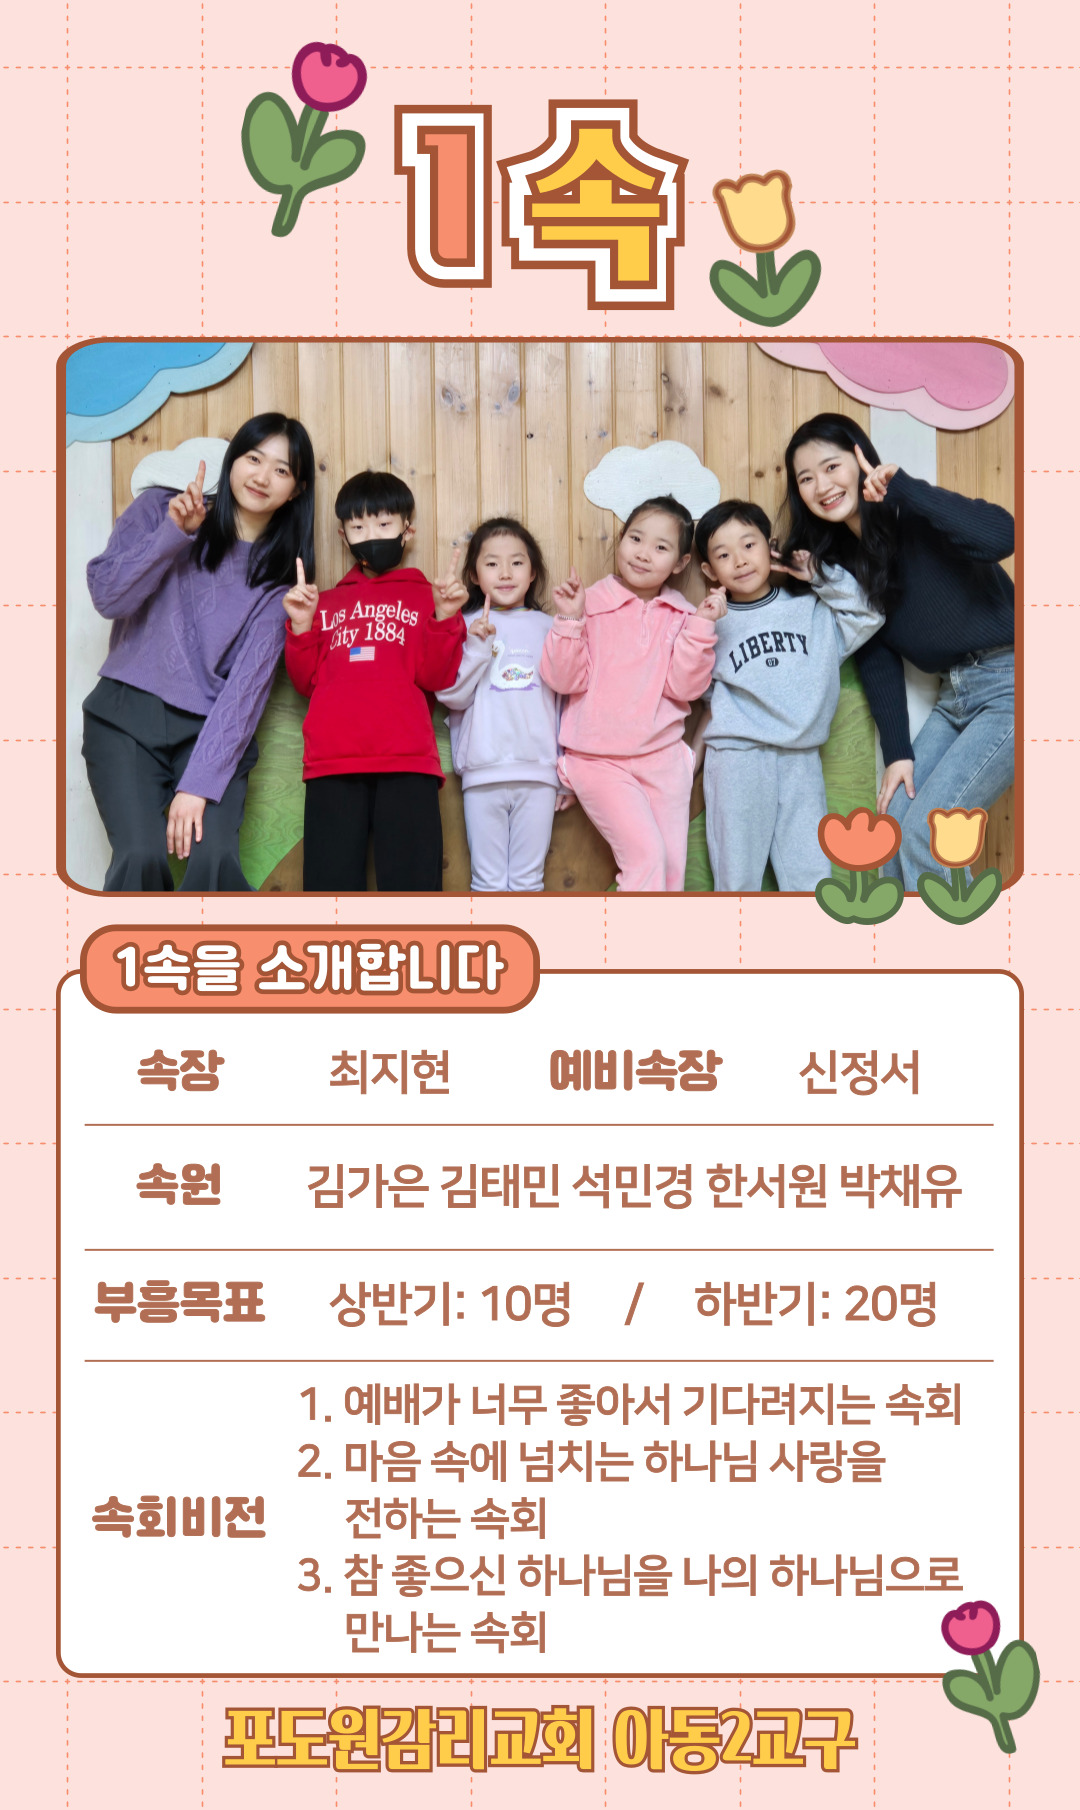 1속
Los Angeles
City 1884
LIBERTY
07
1속을 소개합니다
속장 최지현 예비속장 신정서
속원 김가은 김태민 석민경 한서원 박채유
부흥목표 상반기: 10명 / 하반기: 20명
속회비전
1. 예배가 너무 좋아서 기다려지는 속회
2. 마음 속에 넘치는 하나님 사랑을
전하는 속회
3. 참 좋으신 하나님을 나의 하나님으로
만나는 속회
포도원감리교회 아동2교구